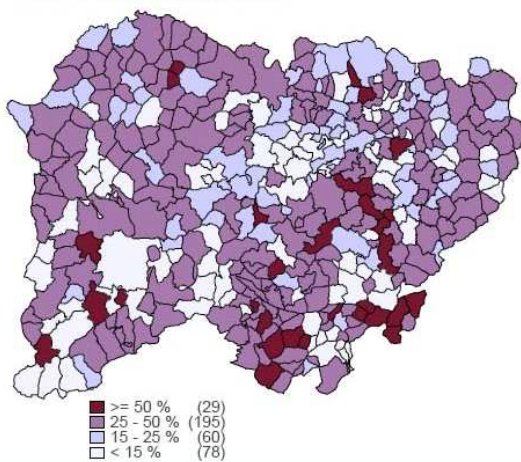 >= 50 % (29)
25 - 50 % (195)
15 - 25 % (60)
< 15 % (78)